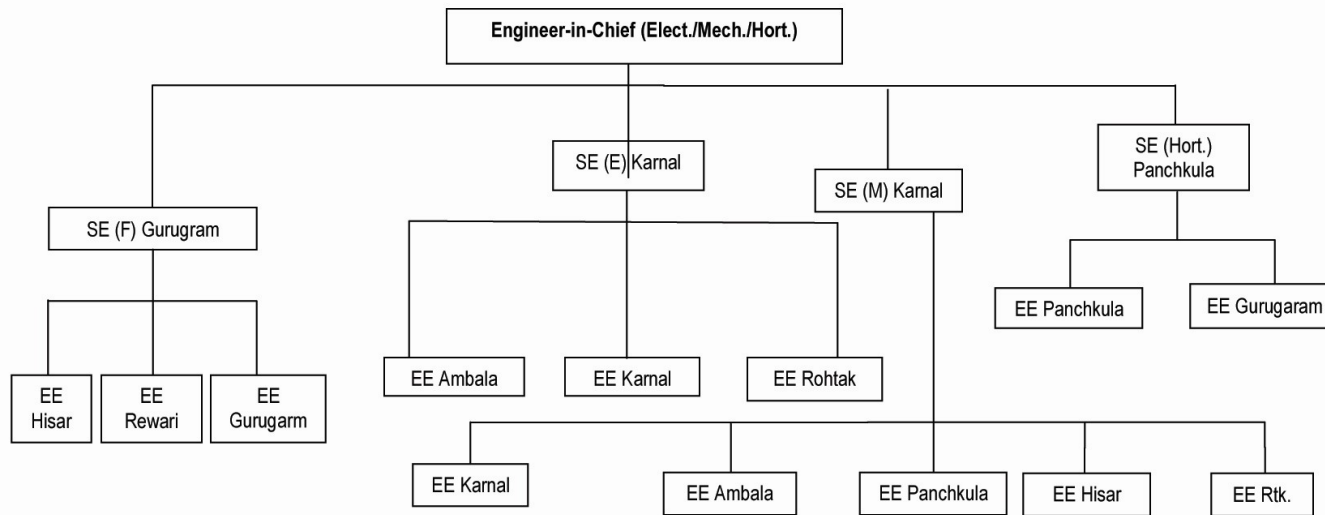 Engineer-in-Chief (Elect./Mech./Hort.)
SE (Hort.)
Panchkula
SE (E) Karnal
SE (M) Karnal
SE (F) Gurugram
EE Panchkula
EE Gurugaram
EE Ambala
EE Karnal
EE Rohtak
EE
Hisar
EE
Rewari
EE
Gurugarm
EE Karnal
EE Ambala
EE Panchkula
EE Hisar
EE Rtk.